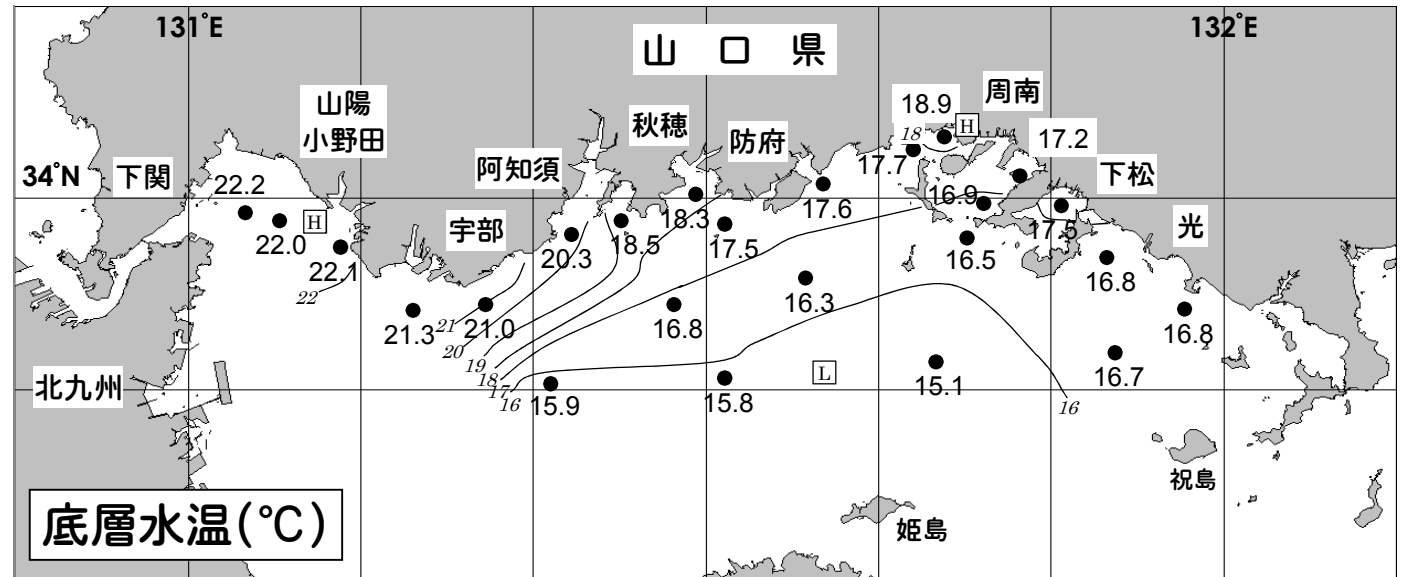 131°E
132°E
山口県
山陽
小野田
秋穂
防府
18.9
H
周南
18
17.7
17.2
下松
34°N
下関
22.2
阿知須
22.0
H
22.1
22
宇部
20.3
18.5
18.3
17.5
17.6
16.9
16.5
17.5
光
16.8
16.8
21.3
21
21.0
20
19
18
17
16
16.8
16.3
15.9
15.8
L
15.1
16.7
16
2
北九州
祝島
姫島
底層水温(℃)